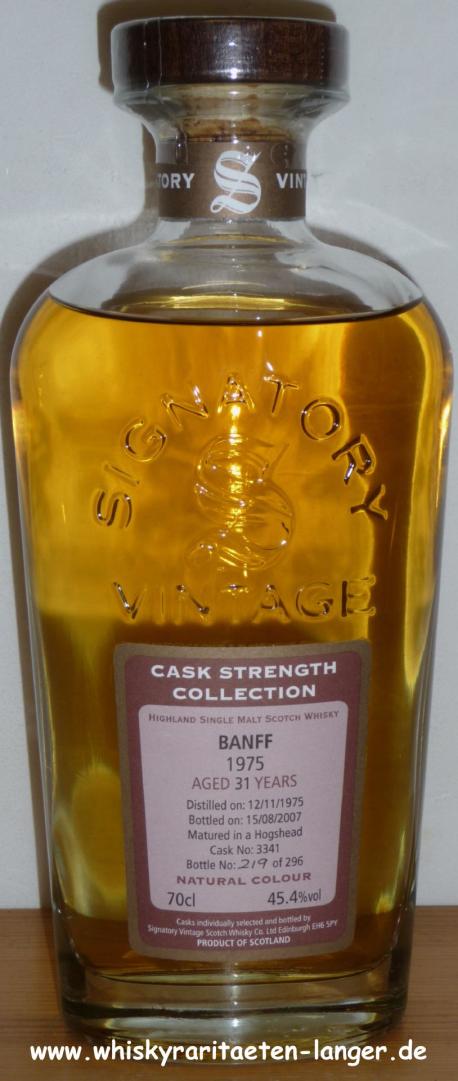 TORY S VINT
SIGNATORY
S
VINTAGE
CASK STRENGTH
COLLECTION
HIGHLAND SINGLE MALT SCOTCH WHISKY
BANFF
1975
AGED 31 YEARS
Distilled on: 12/11/1975
Bottled on: 15/08/2007
Matured in a Hogshead
Cask No: 3341
Bottle No: 219 of 296
NATURAL COLOUR
70cl 45.4%vol
Casks individually selected and bottled by
Signatory Vintage Scotch Whisky Co. Ltd Edinburgh EH6 5PY
PRODUCT OF SCOTLAND
www.whiskyraritaeten-langer.de